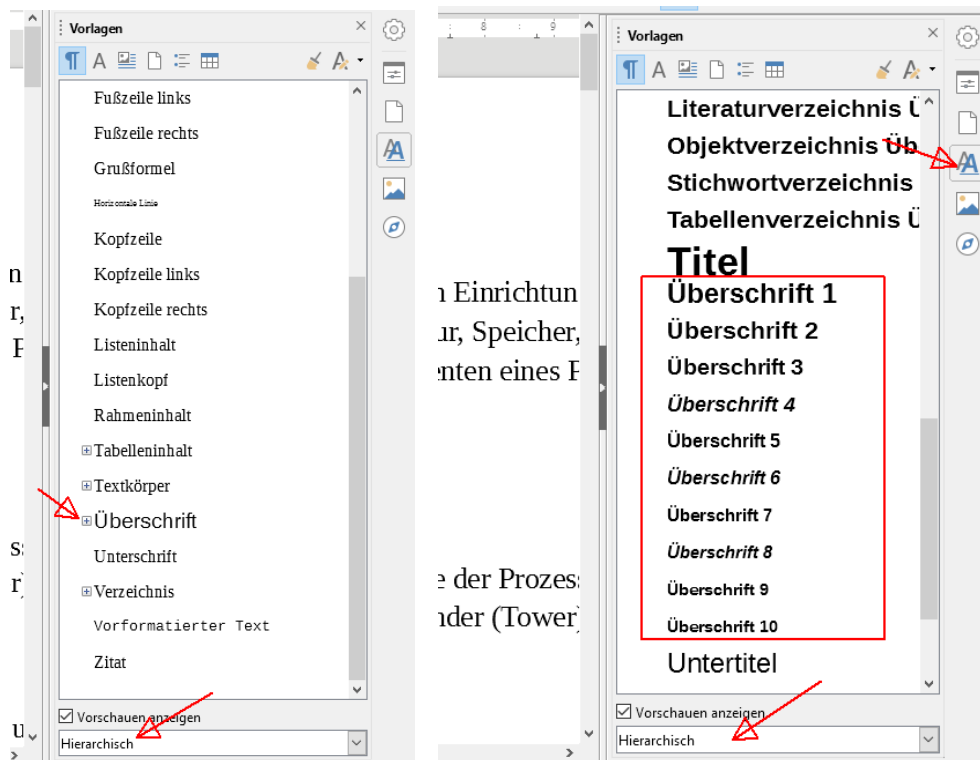 Vorlagen
Fußzeile links
Fußzeile rechts
Grußformel
Horizontale Linie
Kopfzeile
Kopfzeile links
Kopfzeile rechts
Listeninhalt
Listenkopf
Rahmeninhalt
Tabelleninhalt
Textkörper
Überschrift
Unterschrift
Verzeichnis
Vorformatierter Text
Zitat
Vorschauen anzeigen
Hierarchisch
n
r,
F
s
r)
u
8 9
Vorlagen
Literaturverzeichnis Ü
Objektverzeichnis Üb
Stichwortverzeichnis
Tabellenverzeichnis Ü
Titel
Überschrift 1
Überschrift 2
Überschrift 3
Überschrift 4
Überschrift 5
Überschrift 6
Überschrift 7
Überschrift 8
Überschrift 9
Überschrift 10
Untertitel
Vorschauen anzeigen
Hierarchisch
n Einrichtun
ur, Speicher,
enten eines P
e der Prozess
nder (Tower)